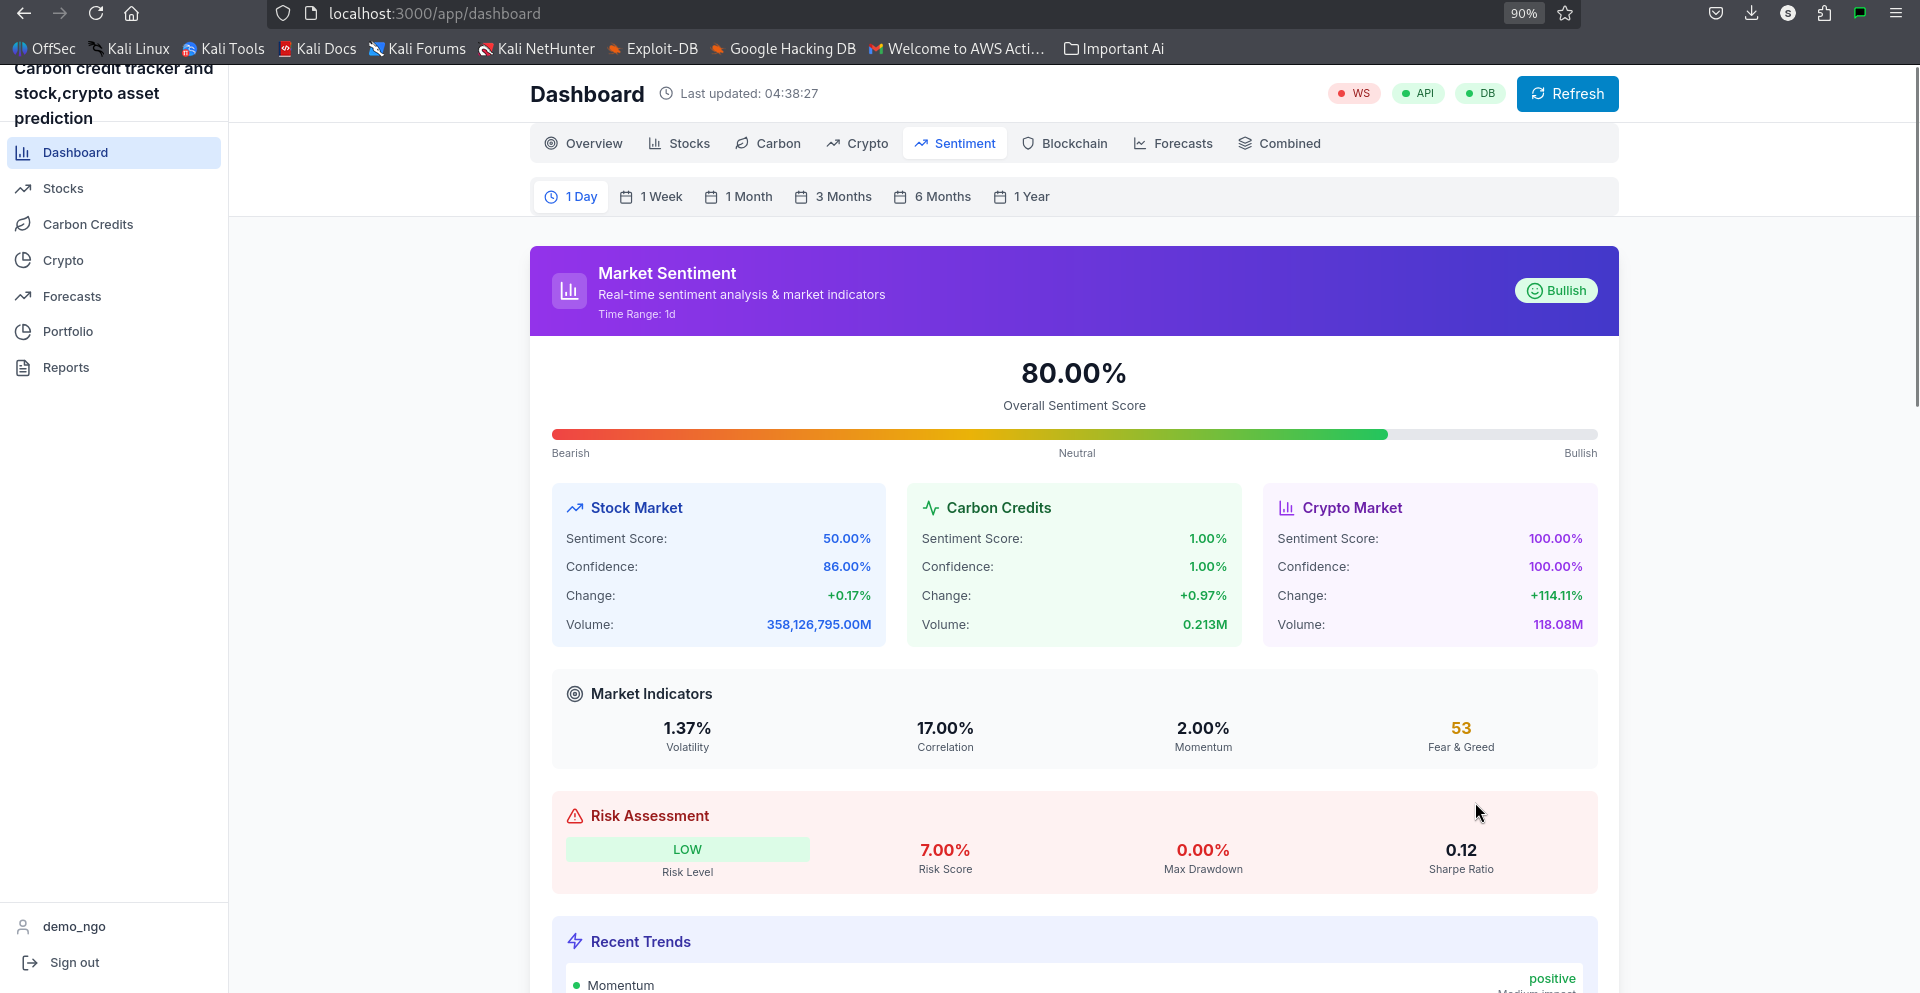 localhost:3000/app/dashboard
90%
S
OffSec
Kali Linux
Kali Tools
Kali Docs
Kali Forums
Kali NetHunter
Exploit-DB
Google Hacking DB
Welcome to AWS Acti…
Important Ai
Carbon credit tracker and
stock,crypto asset
prediction
Dashboard
Stocks
Carbon Credits
Crypto
Forecasts
Portfolio
Reports
demo_ngo
Sign out
Dashboard
Last updated: 04:38:27
WS
API
DB
Refresh
Overview
Stocks
Carbon
Crypto
Sentiment
Blockchain
Forecasts
Combined
1 Day
1 Week
1 Month
3 Months
6 Months
1 Year
Market Sentiment
Real-time sentiment analysis & market indicators
Time Range: 1d
Bullish
80.00%
Overall Sentiment Score
Bearish
Neutral
Bullish
Stock Market
Sentiment Score: 50.00%
Confidence: 86.00%
Change: +0.17%
Volume: 358,126,795.00M
Carbon Credits
Sentiment Score: 1.00%
Confidence: 1.00%
Change: +0.97%
Volume: 0.213M
Crypto Market
Sentiment Score: 100.00%
Confidence: 100.00%
Change: +114.11%
Volume: 118.08M
Market Indicators
1.37%
Volatility
17.00%
Correlation
2.00%
Momentum
53
Fear & Greed
Risk Assessment
LOW
Risk Level
7.00%
Risk Score
0.00%
Max Drawdown
0.12
Sharpe Ratio
Recent Trends
Momentum
positive